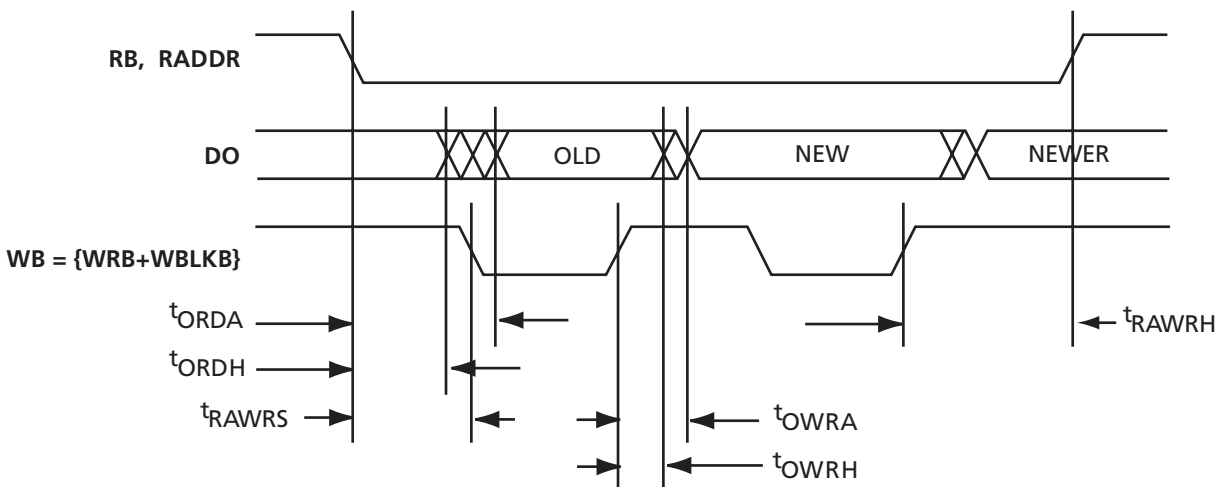 RB, RADDR
DO OLD NEW NEWER
WB = {WRB+WBLKB}
tORDA tRAWRH
tORDH
tRAWRS tOWRA
tOWRH